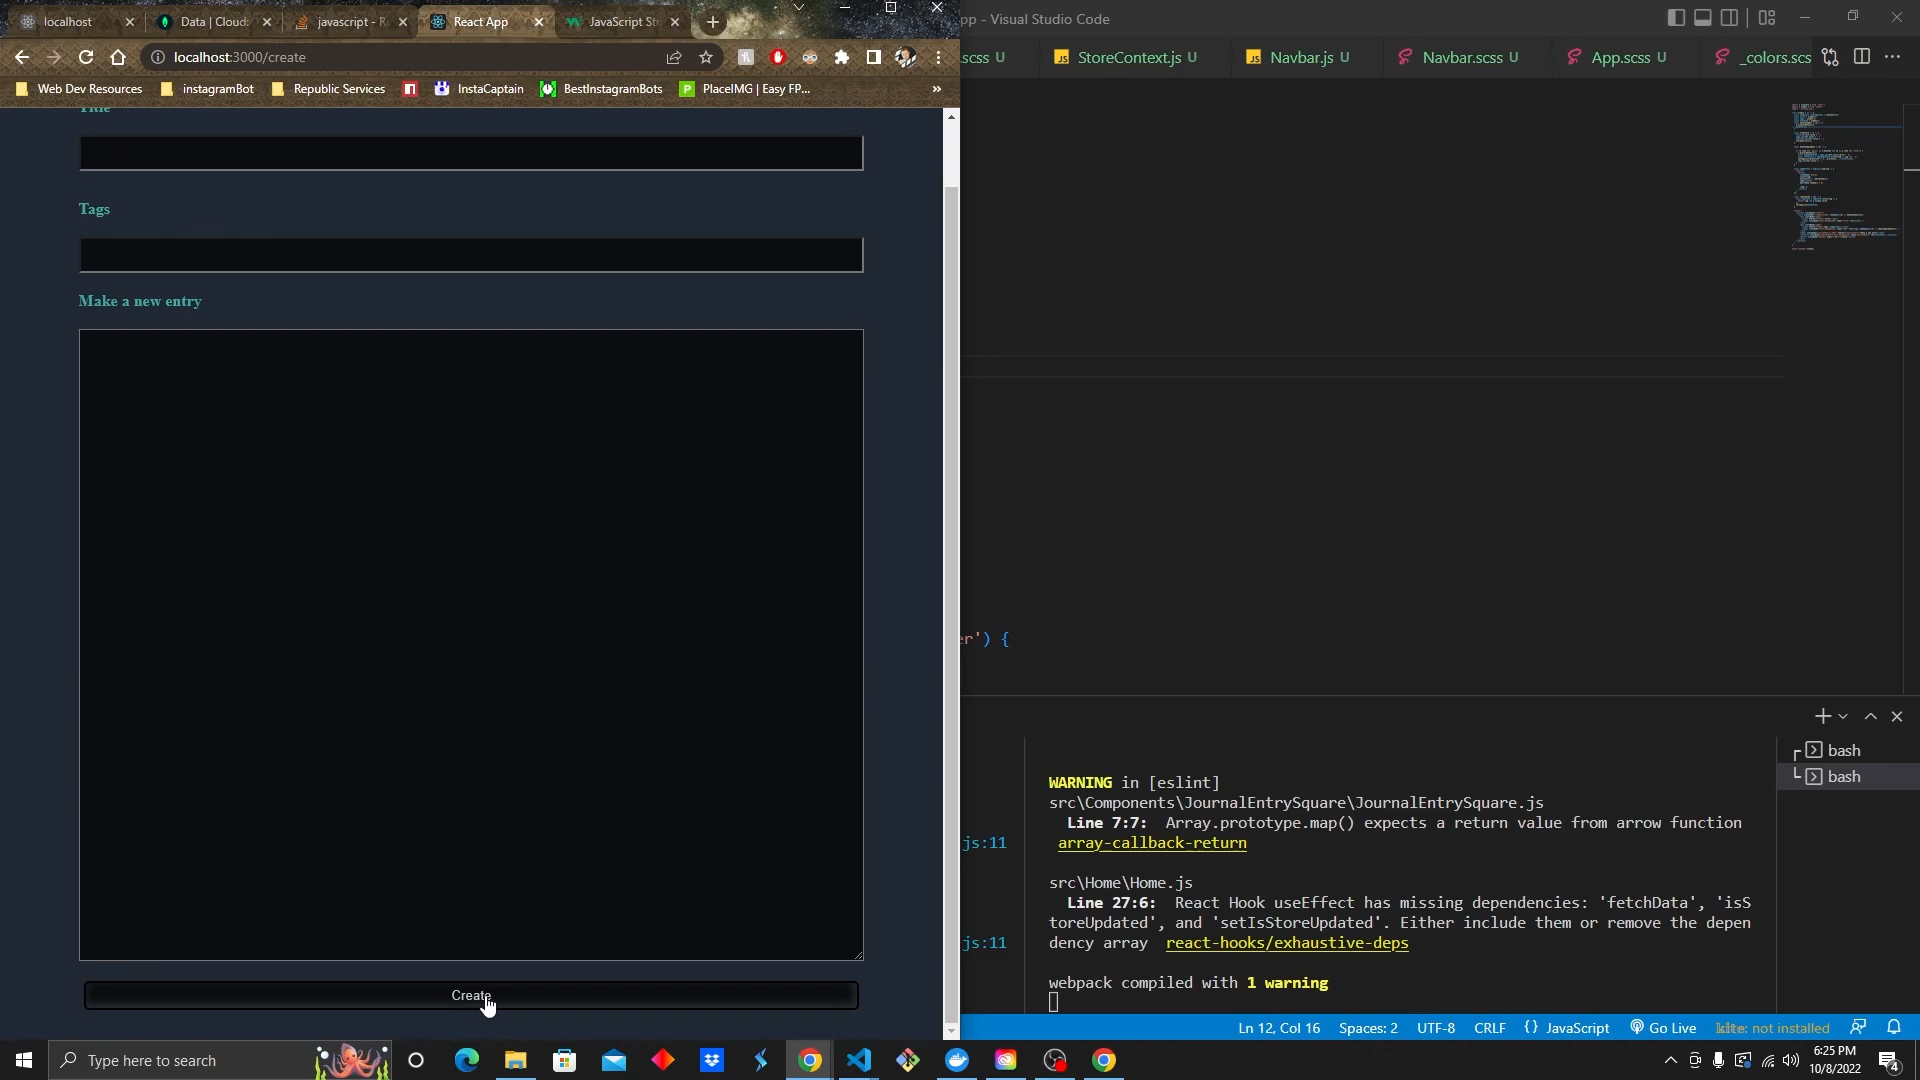 localhost
Data | Cloud:
javascript - R
React App
JavaScript St
localhost:3000/create
Web Dev Resources
instagramBot
Republic Services
InstaCaptain
BestInstagramBots
PlaceIMG | Easy FP...
»
Title
Tags
Make a new entry
Create
pp - Visual Studio Code
.scss U
StoreContext.js U
Navbar.js U
Navbar.scss U
App.scss U
_colors.scs
er') {
bash
bash
WARNING in [eslint]
src\Components\JournalEntrySquare\JournalEntrySquare.js
Line 7:7: Array.prototype.map() expects a return value from arrow function
js:11
array-callback-return
src\Home\Home.js
Line 27:6: React Hook useEffect has missing dependencies: 'fetchData', 'isS
toreUpdated', and 'setIsStoreUpdated'. Either include them or remove the depen
js:11
dency array react-hooks/exhaustive-deps
webpack compiled with 1 warning
Ln 12, Col 16
Spaces: 2
UTF-8
CRLF
{} JavaScript
Go Live
kite: not installed
Type here to search
6:25 PM
10/8/2022
4